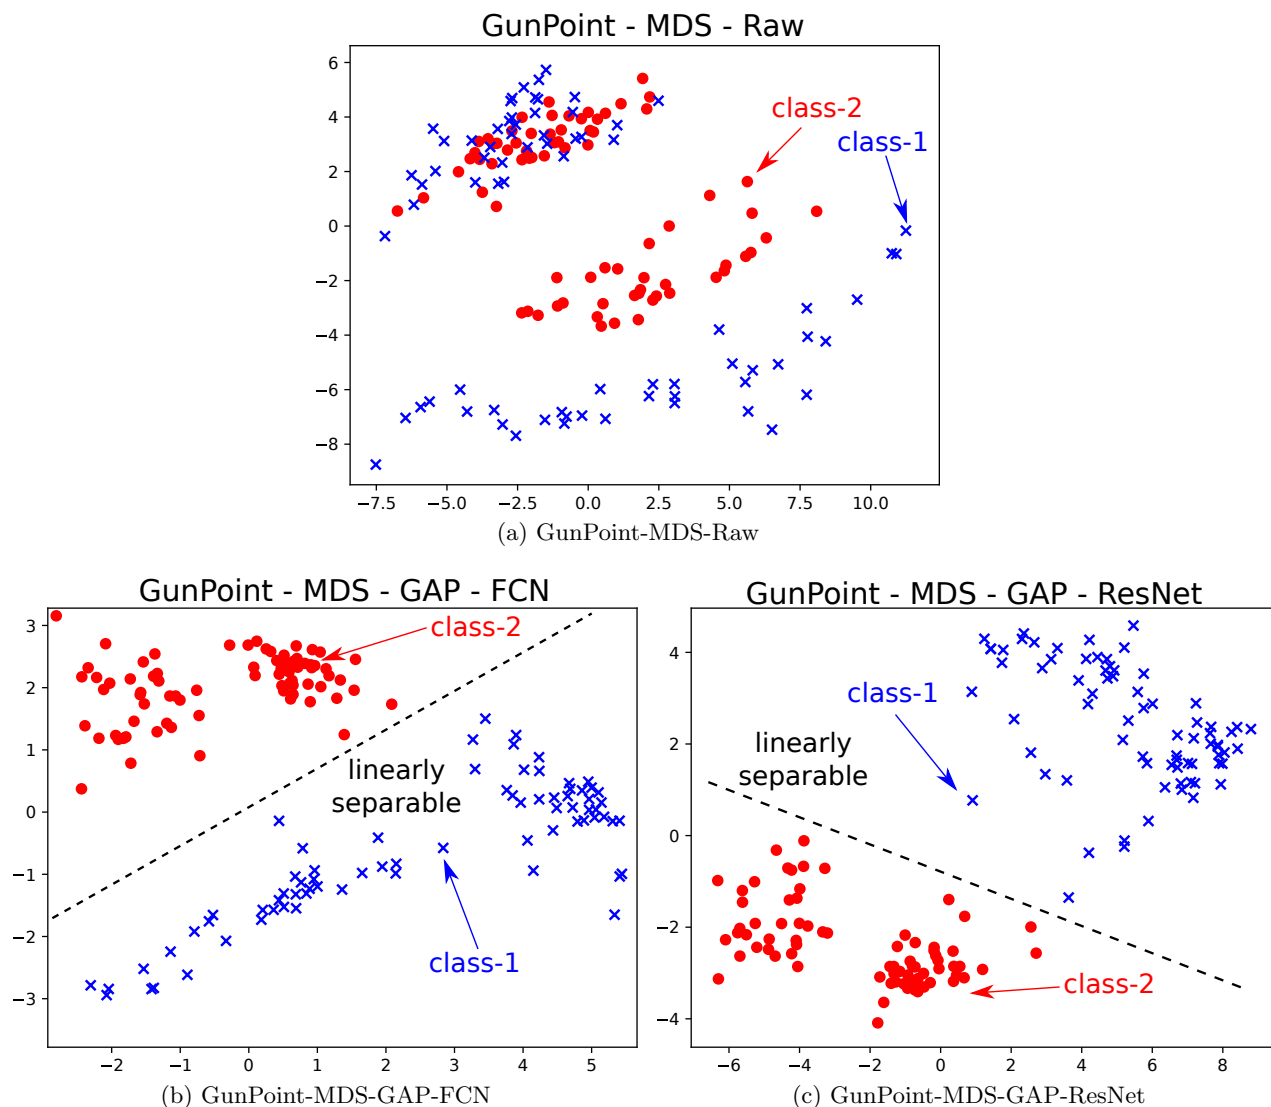 GunPoint - MDS - Raw
6
4
2
0
−2
−4
−6
−8
class-2
class-1
−7.5 −5.0 −2.5 0.0 2.5 5.0 7.5 10.0
(a) GunPoint-MDS-Raw
GunPoint - MDS - GAP - FCN
3
2
1
0
−1
−2
−3
class-2
linearly
separable
class-1
−2 −1 0 1 2 3 4 5
(b) GunPoint-MDS-GAP-FCN
GunPoint - MDS - GAP - ResNet
4
2
0
−2
−4
class-1
linearly
separable
class-2
−6 −4 −2 0 2 4 6 8
(c) GunPoint-MDS-GAP-ResNet